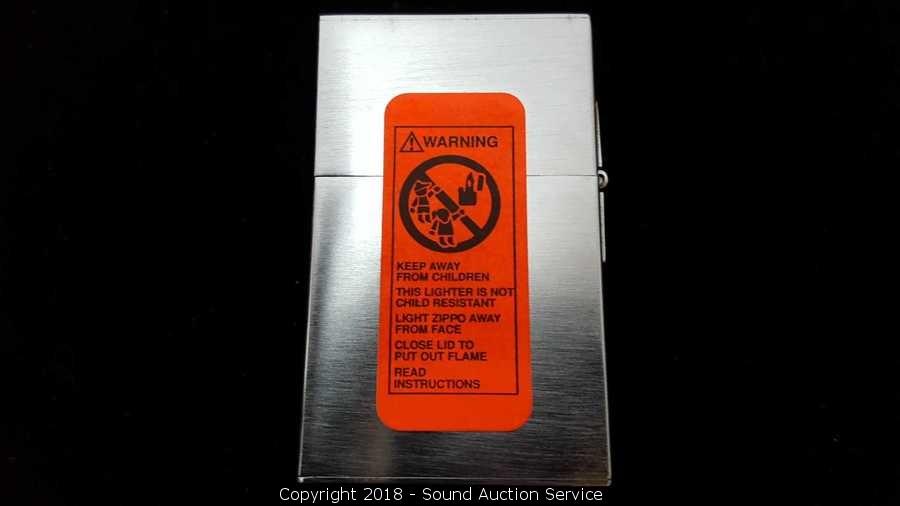 WARNING
KEEP AWAY
FROM CHILDREN
THIS LIGHTER IS NOT
CHILD RESISTANT
LIGHT ZIPPO AWAY
FROM FACE
CLOSE LID TO
PUT OUT FLAME
READ
INSTRUCTIONS
Copyright 2018 - Sound Auction Service